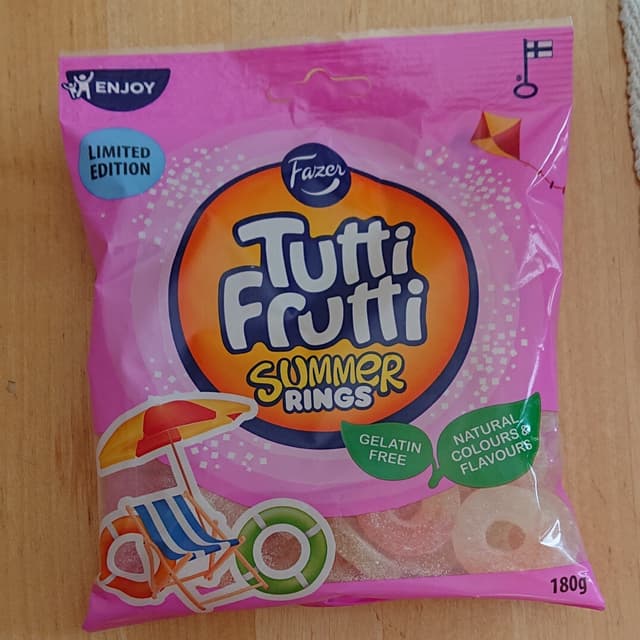 ENJOY
LIMITED
EDITION
Fazer
Tutti
Frutti
SUMMER
RINGS
GELATIN
FREE
NATURAL
COLOURS &
FLAVOURS
180g